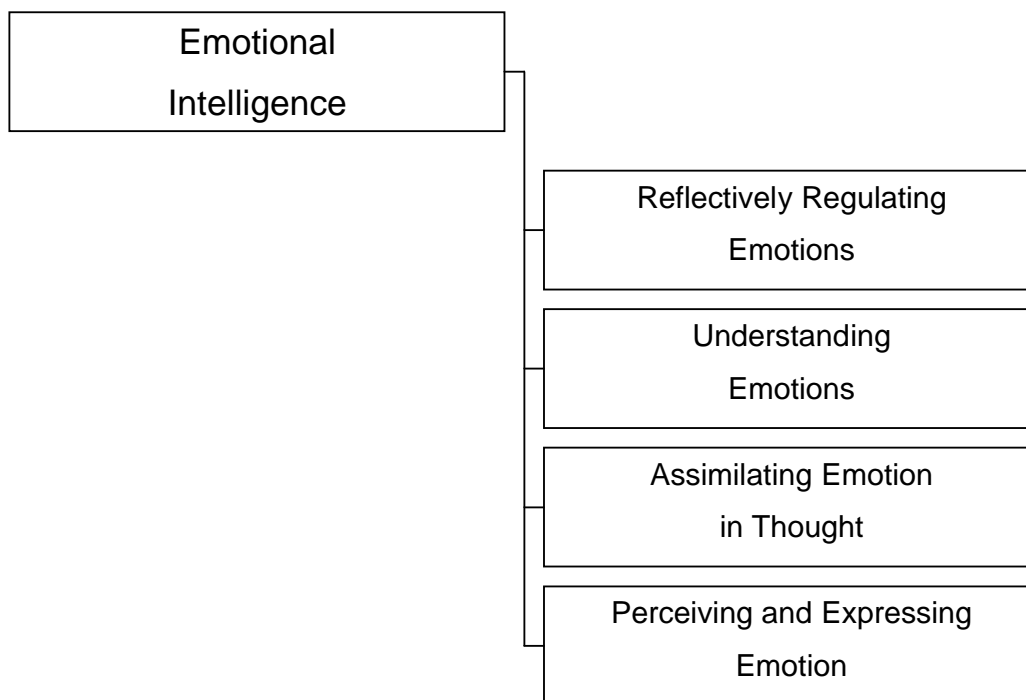 Emotional
Intelligence
Reflectively Regulating
Emotions
Understanding
Emotions
Assimilating Emotion
in Thought
Perceiving and Expressing
Emotion